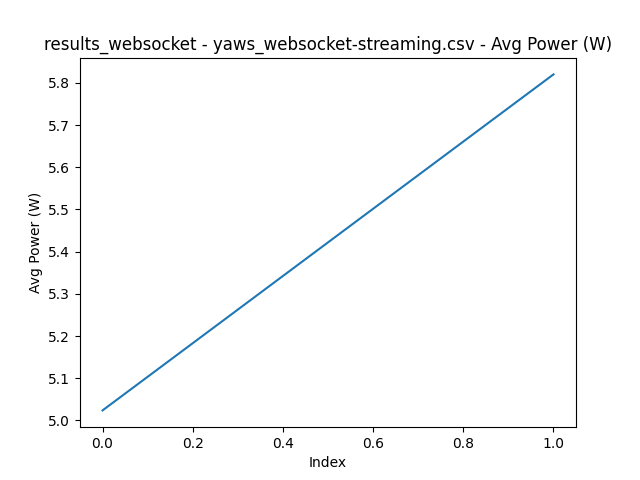 results_websocket - yaws_websocket-streaming.csv - Avg Power (W)
5.8
5.7
5.6
5.5
5.4
5.3
5.2
5.1
5.0
Avg Power (W)
0.0 0.2 0.4 0.6 0.8 1.0
Index